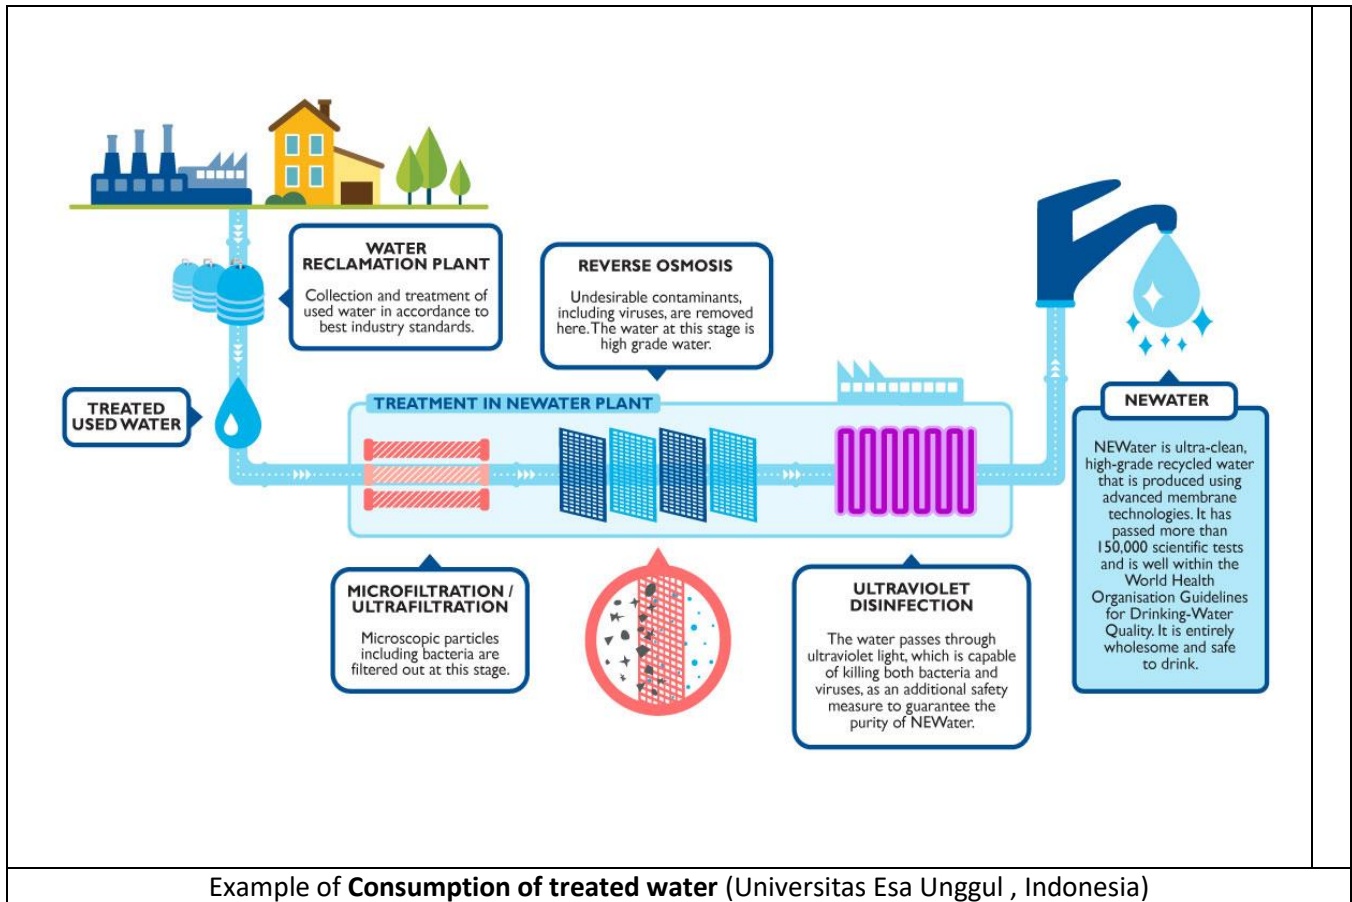 WATER
RECLAMATION PLANT
Collection and treatment of
used water in accordance to
best industry standards.
TREATED
USED WATER
REVERSE OSMOSIS
Undesirable contaminants,
including viruses, are removed
here. The water at this stage is
high grade water.
TREATMENT IN NEWATER PLANT
MICROFILTRATION /
ULTRAFILTRATION
Microscopic particles
including bacteria are
filtered out at this stage.
ULTRAVIOLET
DISINFECTION
The water passes through
ultraviolet light, which is capable
of killing both bacteria and
viruses, as an additional safety
measure to guarantee the
purity of NEWater.
NEWATER
NEWater is ultra-clean,
high-grade recycled water
that is produced using
advanced membrane
technologies. It has
passed more than
150,000 scientific tests
and is well within the
World Health
Organisation Guidelines
for Drinking-Water
Quality. It is entirely
wholesome and safe
to drink.
Example of Consumption of treated water (Universitas Esa Unggul , Indonesia)